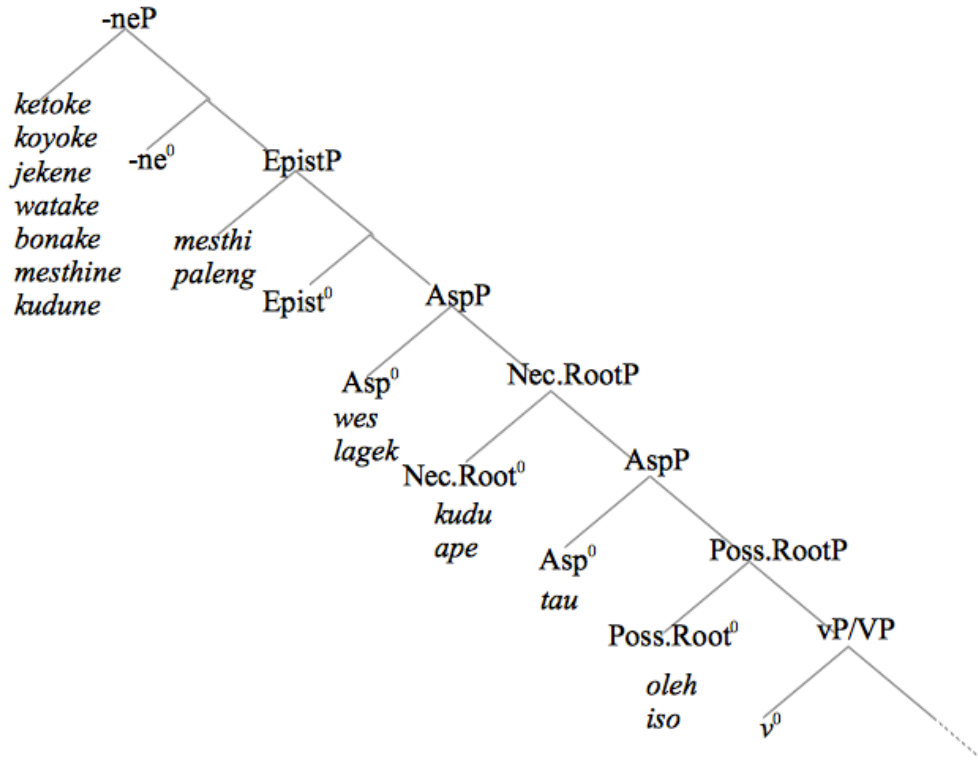 -neP
ketoke
koyoke
jekene
watake
bonake
mesthine
kudune
-ne⁰
EpistP
mesthi
paleng
Epist⁰
AspP
Asp⁰
wes
lagek
Nec.RootP
Nec.Root⁰
kudu
ape
AspP
Asp⁰
tau
Poss.RootP
Poss.Root⁰
oleh
iso
vP/VP
v⁰